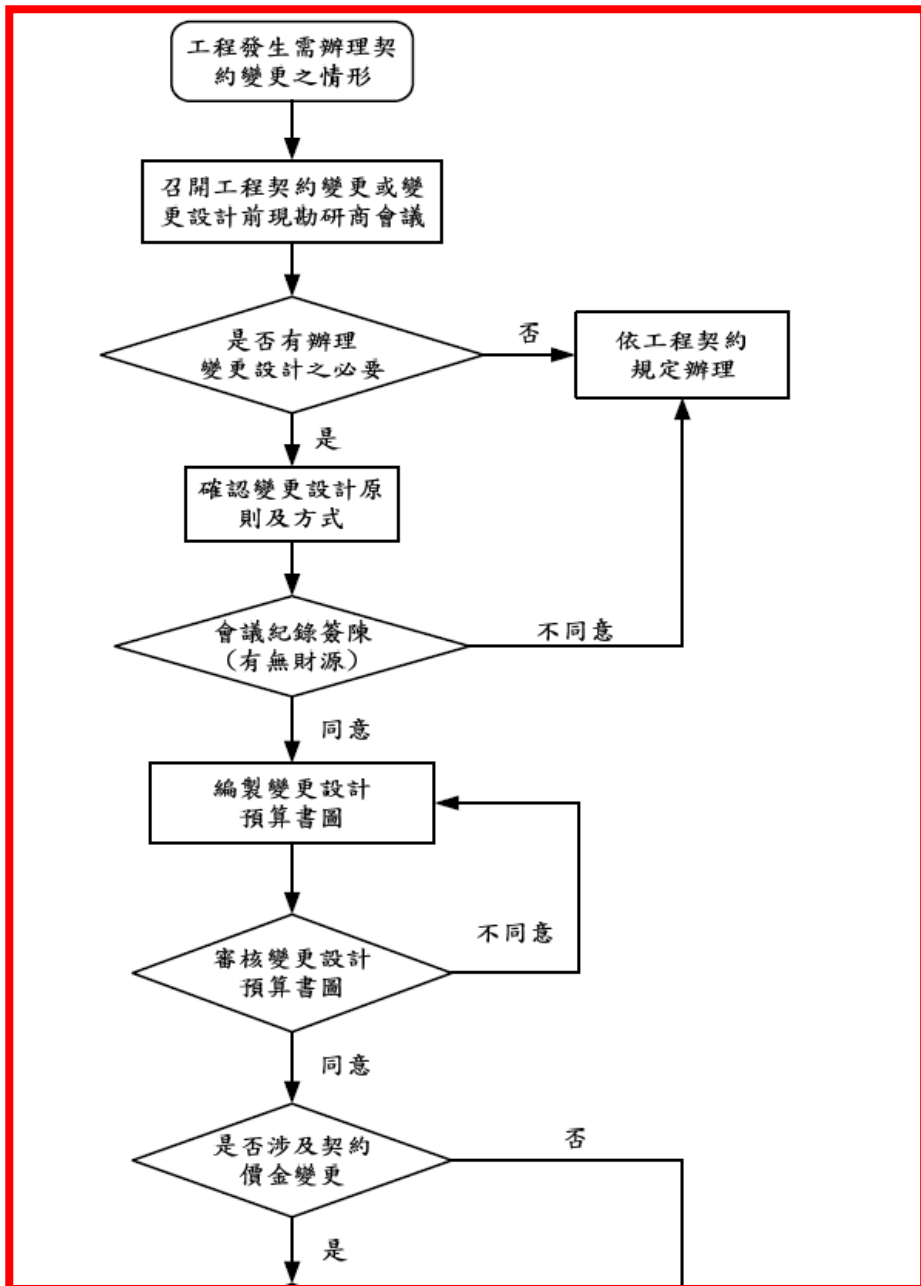 工程發生需辦理契
約變更之情形
召開工程契約變更或變
更設計前現勘研商會議
是否有辦理
變更設計之必要
否
依工程契約
規定辦理
是
確認變更設計原
則及方式
會議紀錄簽陳
（有無財源）
不同意
同意
編製變更設計
預算書圖
審核變更設計
預算書圖
不同意
同意
是否涉及契約
價金變更
否
是